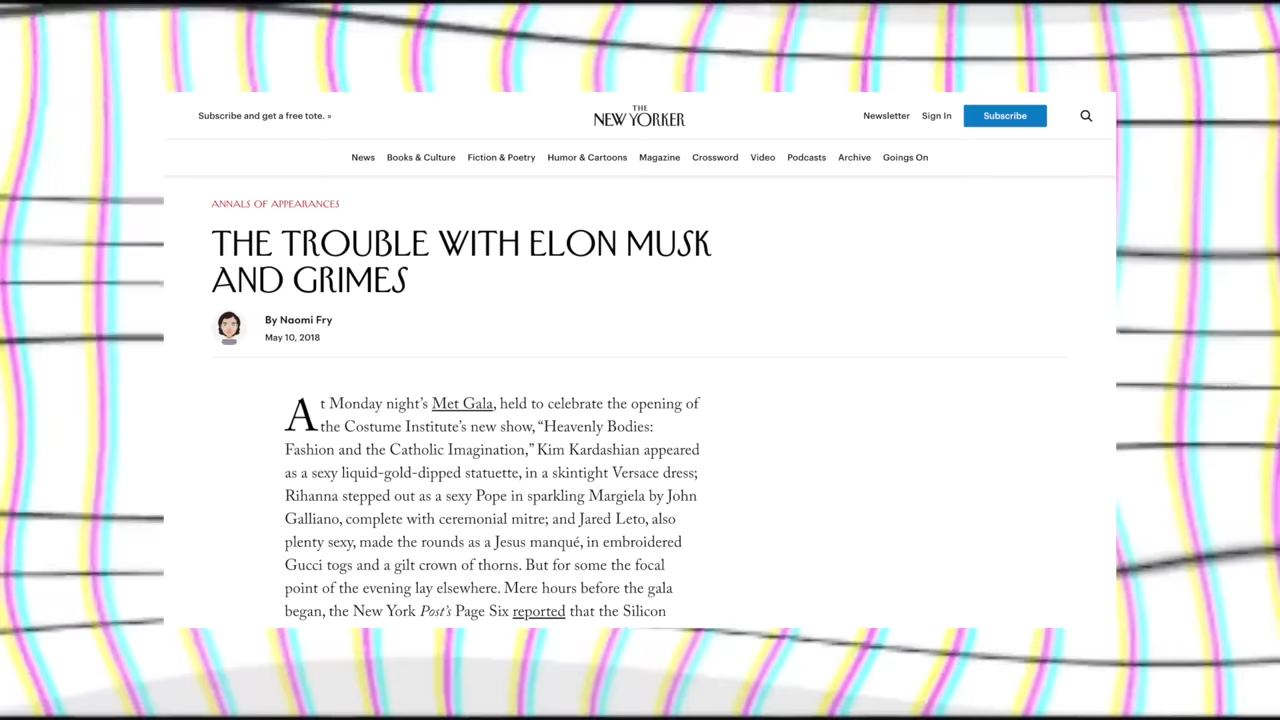 Subscribe and get a free tote. »
THE
NEW YORKER
Newsletter Sign In Subscribe
News Books & Culture Fiction & Poetry Humor & Cartoons Magazine Crossword Video Podcasts Archive Goings On
ANNALS OF APPEARANCES
THE TROUBLE WITH ELON MUSK
AND GRIMES
By Naomi Fry
May 10, 2018
At Monday night’s Met Gala, held to celebrate the opening of
the Costume Institute’s new show, “Heavenly Bodies:
Fashion and the Catholic Imagination,” Kim Kardashian appeared
as a sexy liquid-gold-dipped statuette, in a skintight Versace dress;
Rihanna stepped out as a sexy Pope in sparkling Margiela by John
Galliano, complete with ceremonial mitre; and Jared Leto, also
plenty sexy, made the rounds as a Jesus manqué, in embroidered
Gucci togs and a gilt crown of thorns. But for some the focal
point of the evening lay elsewhere. Mere hours before the gala
began, the New York Post’s Page Six reported that the Silicon